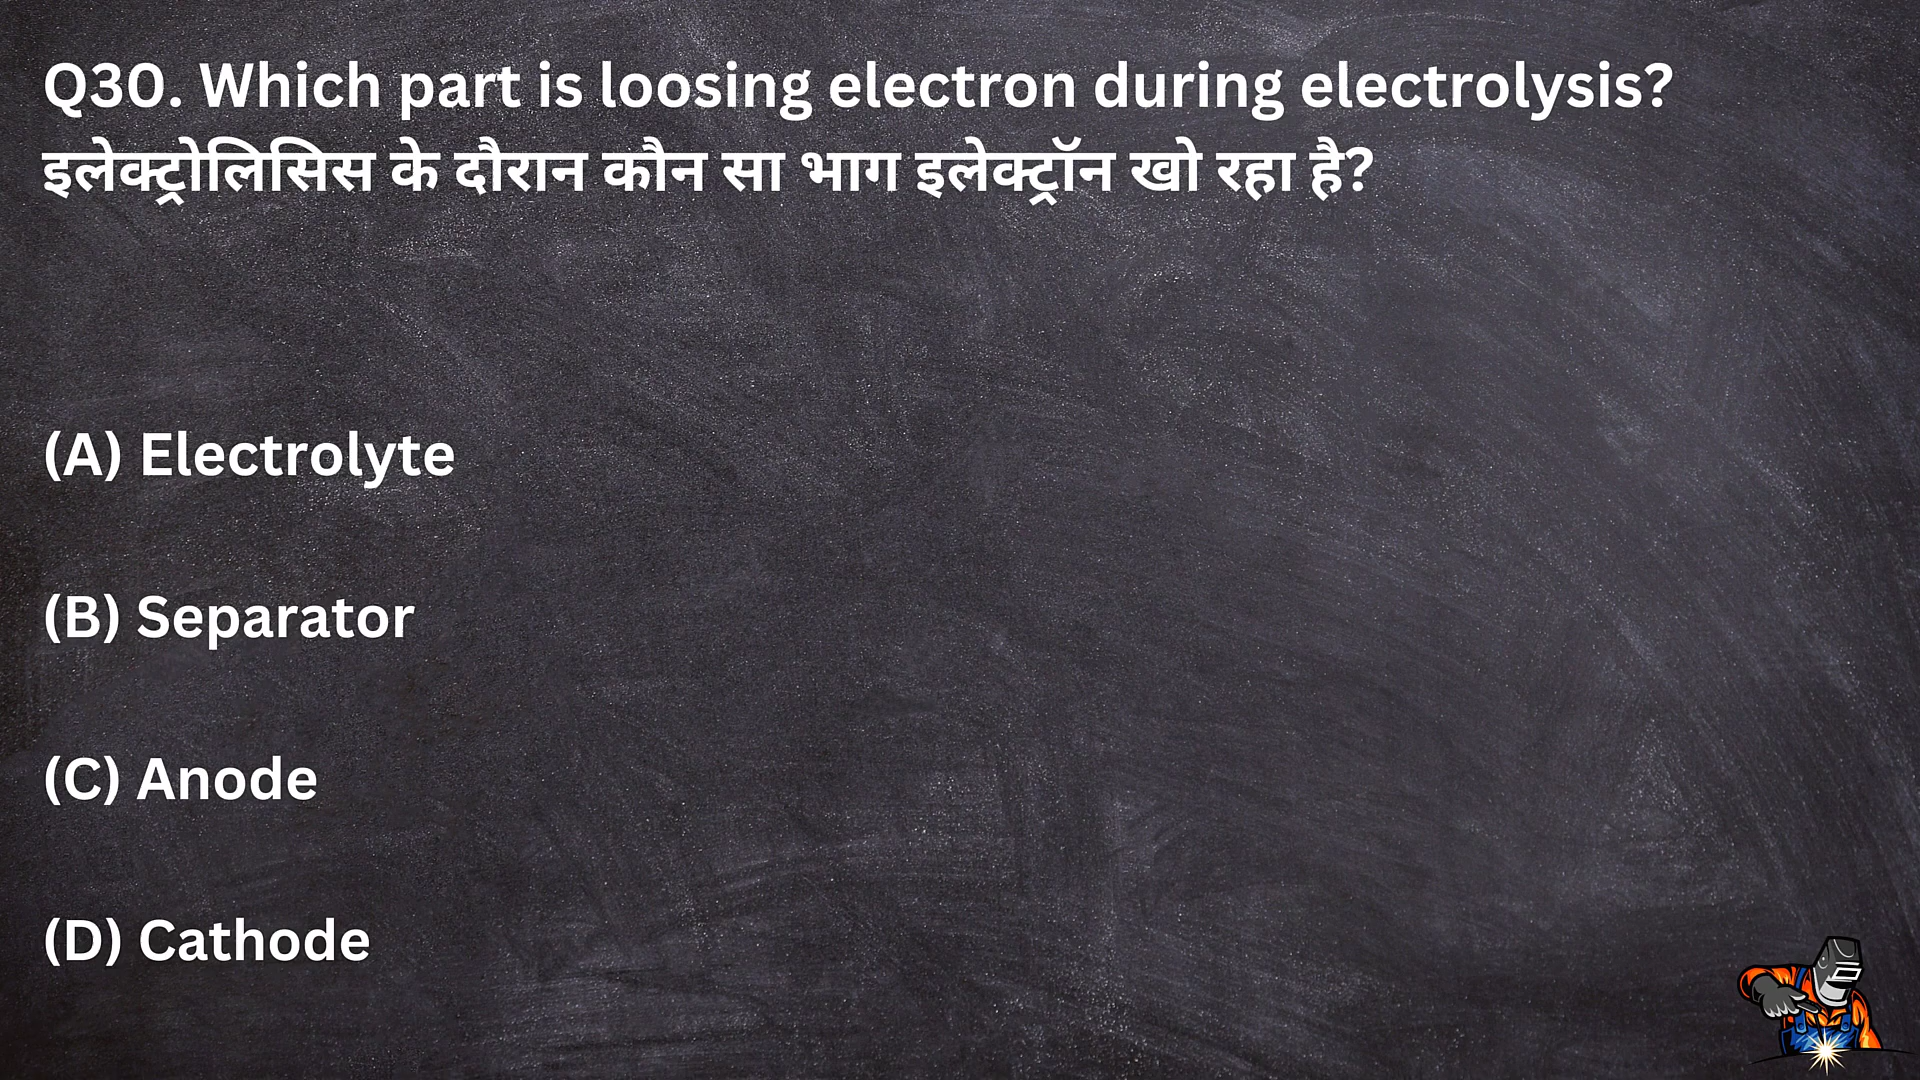 Q30. Which part is loosing electron during electrolysis?
इलेक्ट्रोलिसिस के दौरान कौन सा भाग इलेक्ट्रॉन खो रहा है?
(A) Electrolyte
(B) Separator
(C) Anode
(D) Cathode